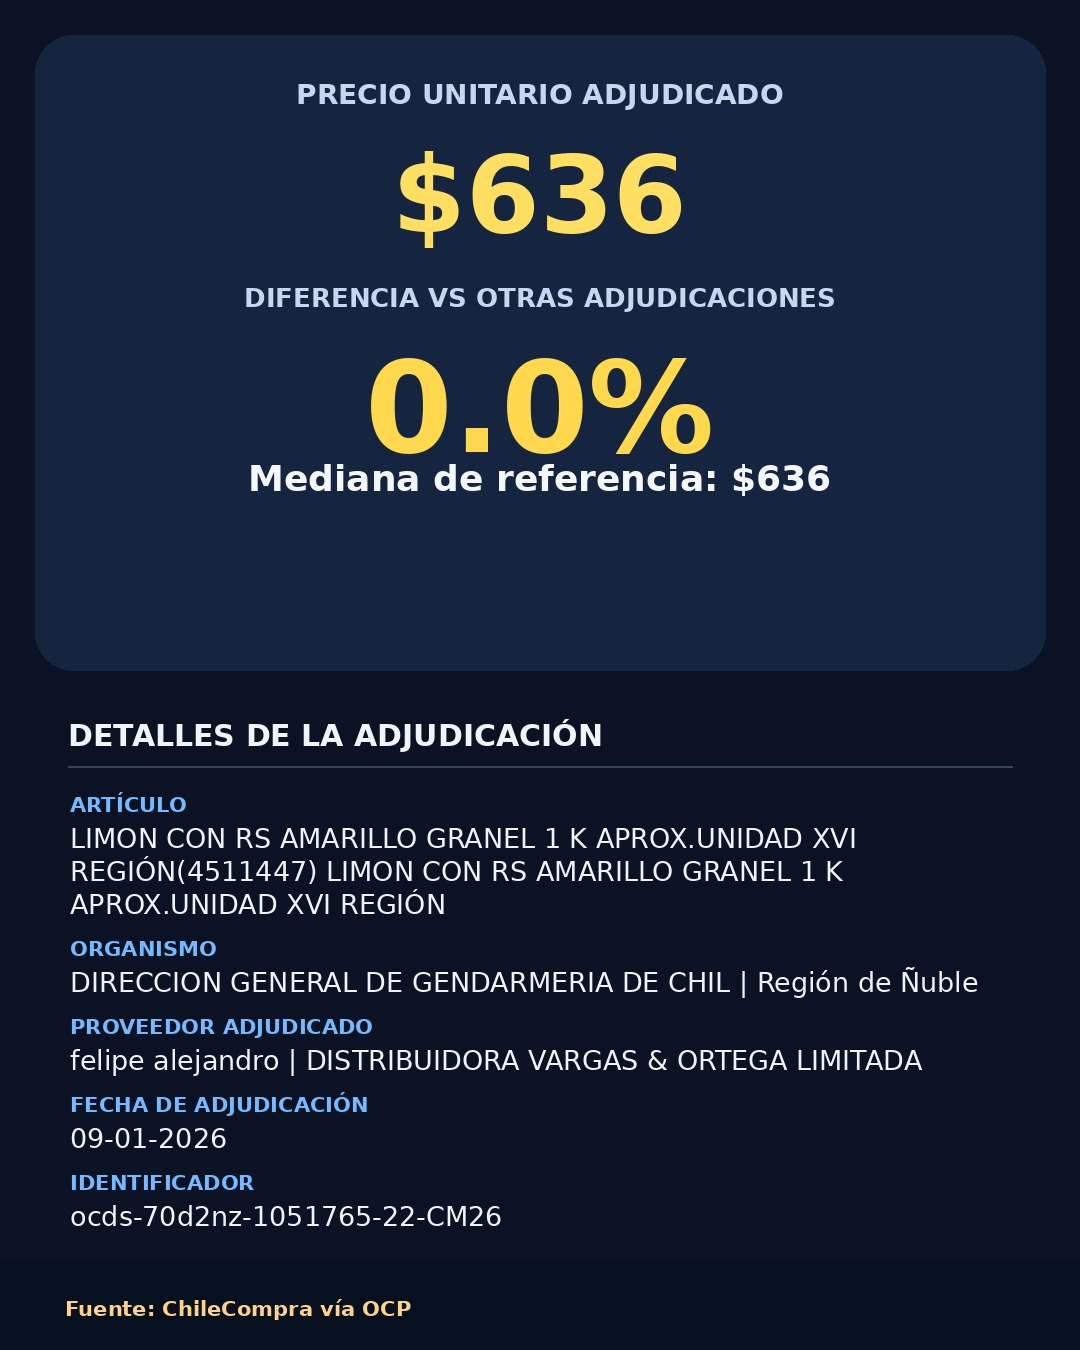 PRECIO UNITARIO ADJUDICADO
$636
DIFERENCIA VS OTRAS ADJUDICACIONES
0.0%
Mediana de referencia: $636
DETALLES DE LA ADJUDICACIÓN
ARTÍCULO
LIMON CON RS AMARILLO GRANEL 1 K APROX.UNIDAD XVI
REGIÓN(4511447) LIMON CON RS AMARILLO GRANEL 1 K
APROX.UNIDAD XVI REGIÓN
ORGANISMO
DIRECCION GENERAL DE GENDARMERIA DE CHIL | Región de Ñuble
PROVEEDOR ADJUDICADO
felipe alejandro | DISTRIBUIDORA VARGAS & ORTEGA LIMITADA
FECHA DE ADJUDICACIÓN
09-01-2026
IDENTIFICADOR
ocds-70d2nz-1051765-22-CM26
Fuente: ChileCompra vía OCP